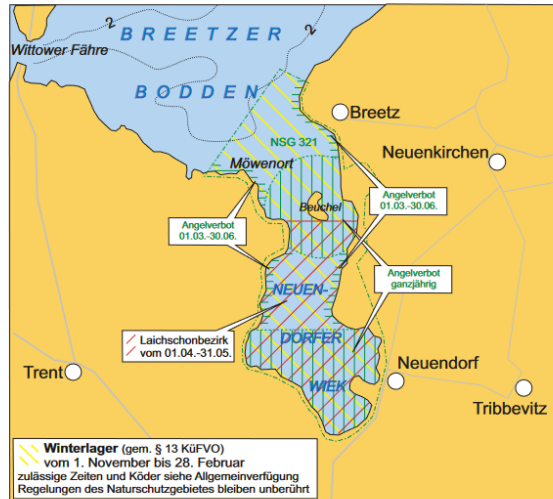 BREETZER
2
2
Wittower Fähre
BODDEN
Breetz
NSG 321
Neuenkirchen
Möwenort
Angelverbot
01.03.-30.06.
Beuchel
Angelverbot
01.03.-30.06.
Angelverbot
ganzjährig
NEUEN-
Laichschonbezirk
vom 01.04.-31.05.
DORFER
Trent
Neuendorf
WIEK
Tribbevitz
Winterlager (gem. § 13 KüFVO)
vom 1. November bis 28. Februar
zulässige Zeiten und Köder siehe Allgemeinverfügung
Regelungen des Naturschutzgebietes bleiben unberührt